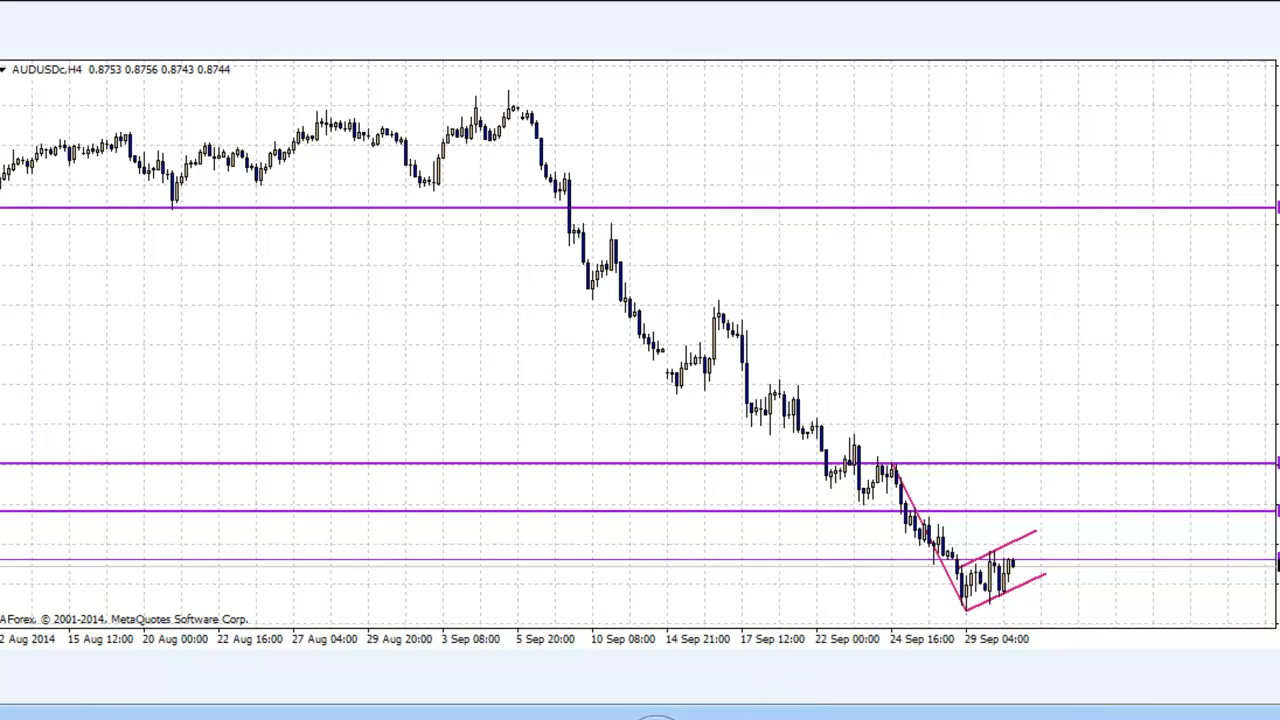 AUDUSDc,H4 0.8753 0.8756 0.8743 0.8744
AForex, © 2001-2014, MetaQuotes Software Corp.
2 Aug 2014 15 Aug 12:00 20 Aug 00:00 22 Aug 16:00 27 Aug 04:00 29 Aug 20:00 3 Sep 08:00 5 Sep 20:00 10 Sep 08:00 14 Sep 21:00 17 Sep 12:00 22 Sep 00:00 24 Sep 16:00 29 Sep 04:00